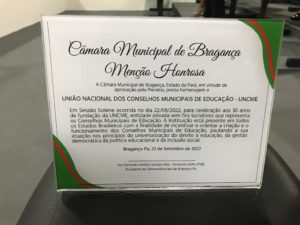 Câmara Municipal de Bragança
Menção Honrosa
A Câmara Municipal de Bragança, Estado do Pará, em virtude de
aprovação pelo Plenário, presta homenagem a
UNIÃO NACIONAL DOS CONSELHOS MUNICIPAIS DE EDUCAÇÃO - UNCME
Em Sessão Solene ocorrida no dia 22/09/2022, para celebração aos 30 anos
de fundação da UNCME, entidade privada sem fins lucrativos que representa
os Conselhos Municipais de Educação. A Instituição está presente em todos
os Estados Brasileiros com a finalidade de incentivar e orientar a criação e o
funcionamento dos Conselhos Municipais de Educação, pautando a sua
atuação nos princípios da universalização do direito à educação, da gestão
democrática da política educacional e da inclusão social.
Bragança-Pa, 22 de Setembro de 2022
Presidente da Câmara Municipal de Bragança-Pa